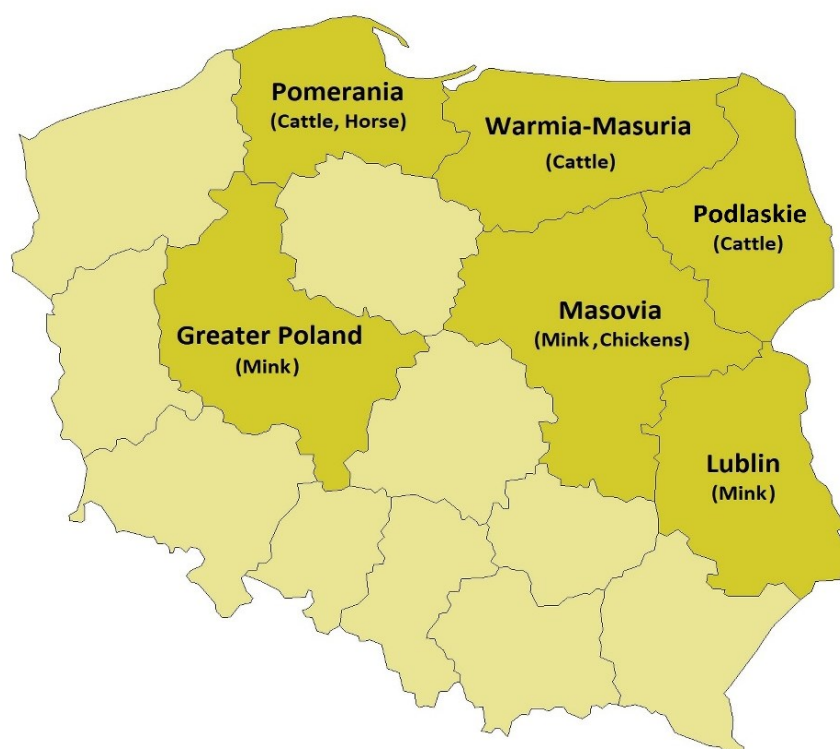 Pomerania
(Cattle, Horse)
Warmia-Masuria
(Cattle)
Podlaskie
(Cattle)
Masovia
(Mink ,Chickens)
Greater Poland
(Mink)
Lublin
(Mink)